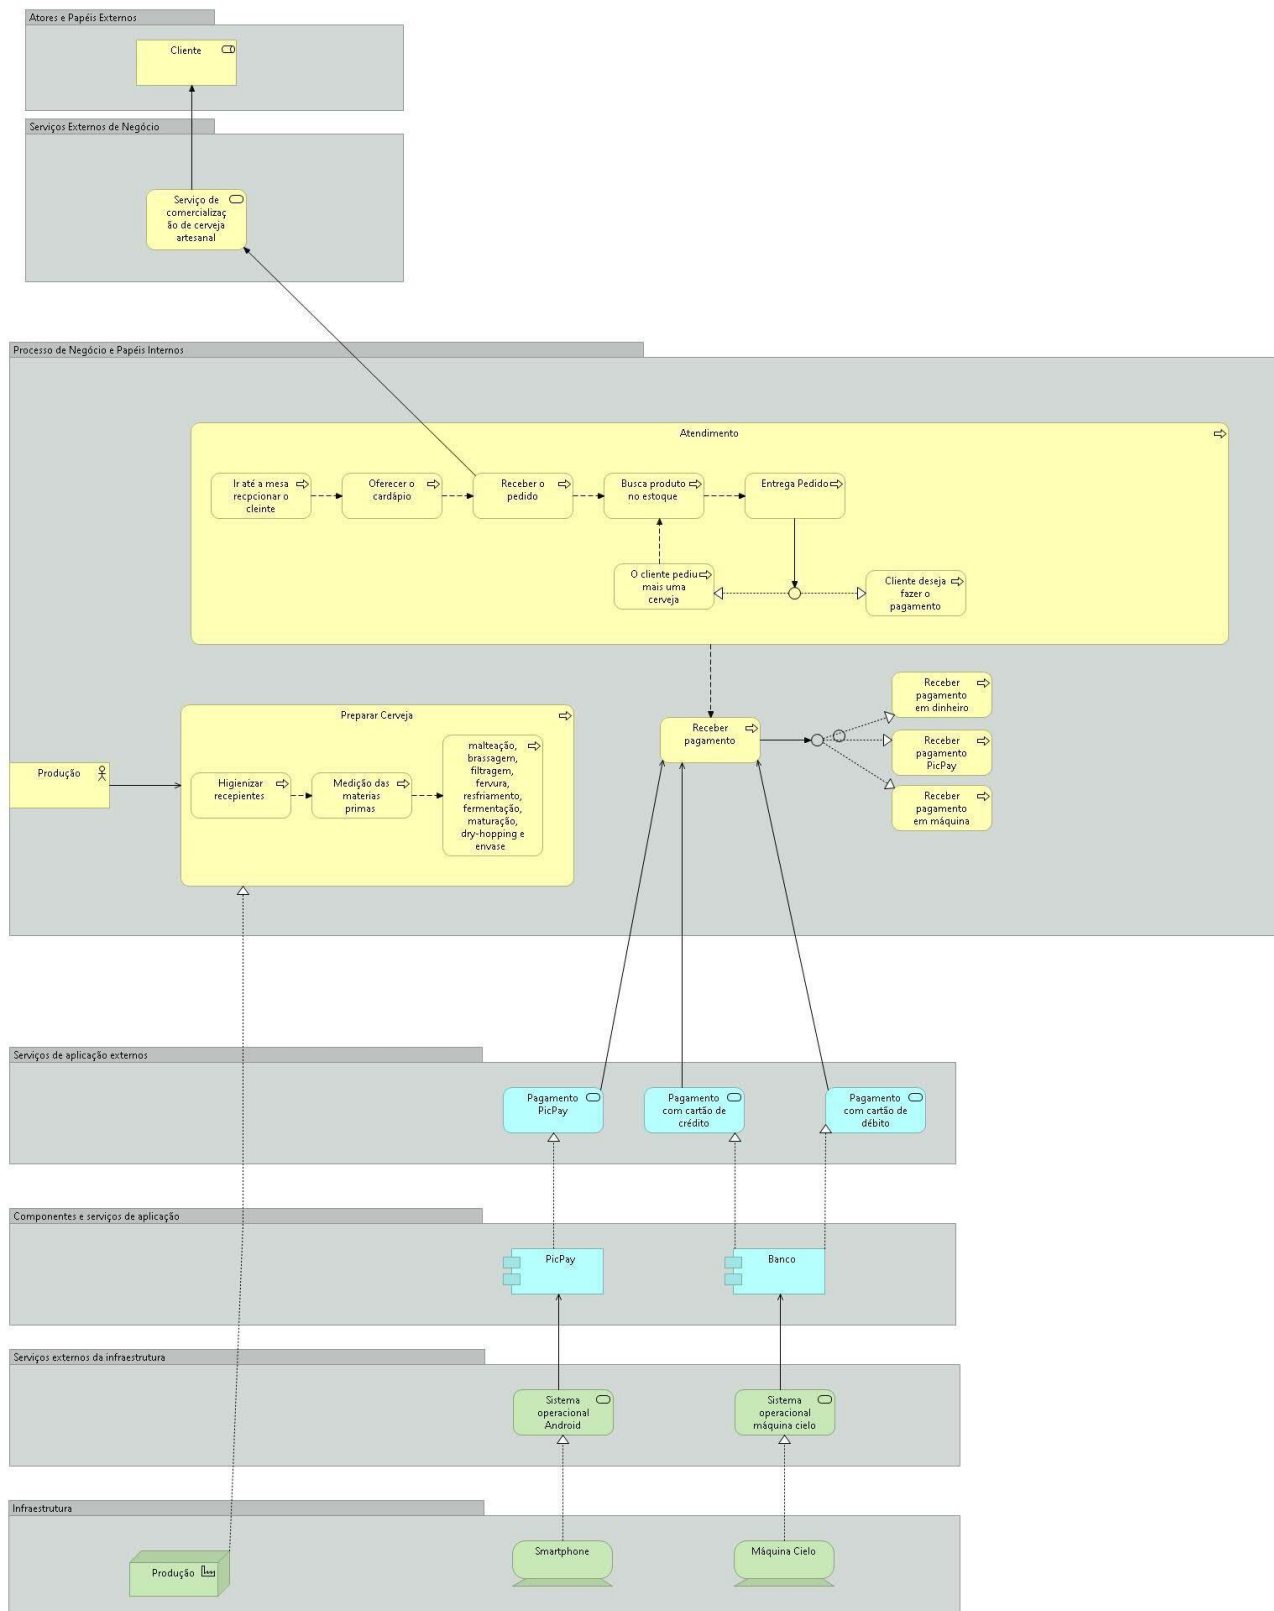 Atores e Papéis Externos
Cliente
Serviços Externos de Negócio
Serviço de
comercializaç
ão de cerveja
artesanal
Processo de Negócio e Papéis Internos
Atendimento
Ir até a mesa
recpcionar o
cleinte
Oferecer o
cardápio
Receber o
pedido
Busca produto
no estoque
Entrega Pedido
O cliente pediu
mais uma
cerveja
Cliente deseja
fazer o
pagamento
Receber
pagamento
em dinheiro
Receber
pagamento
PicPay
Receber
pagamento
em máquina
Receber
pagamento
Preparar Cerveja
Produção
Higienizar
recepientes
Medição das
materias
primas
malteação,
brassagem,
filtragem,
fervura,
resfriamento,
fermentação,
maturação,
dry-hopping e
envase
Serviços de aplicação externos
Pagamento
PicPay
Pagamento
com cartão de
crédito
Pagamento
com cartão de
débito
Componentes e serviços de aplicação
PicPay
Banco
Serviços externos da infraestrutura
Sistema
operacional
Android
Sistema
operacional
máquina cielo
Infraestrutura
Produção
Smartphone
Máquina Cielo